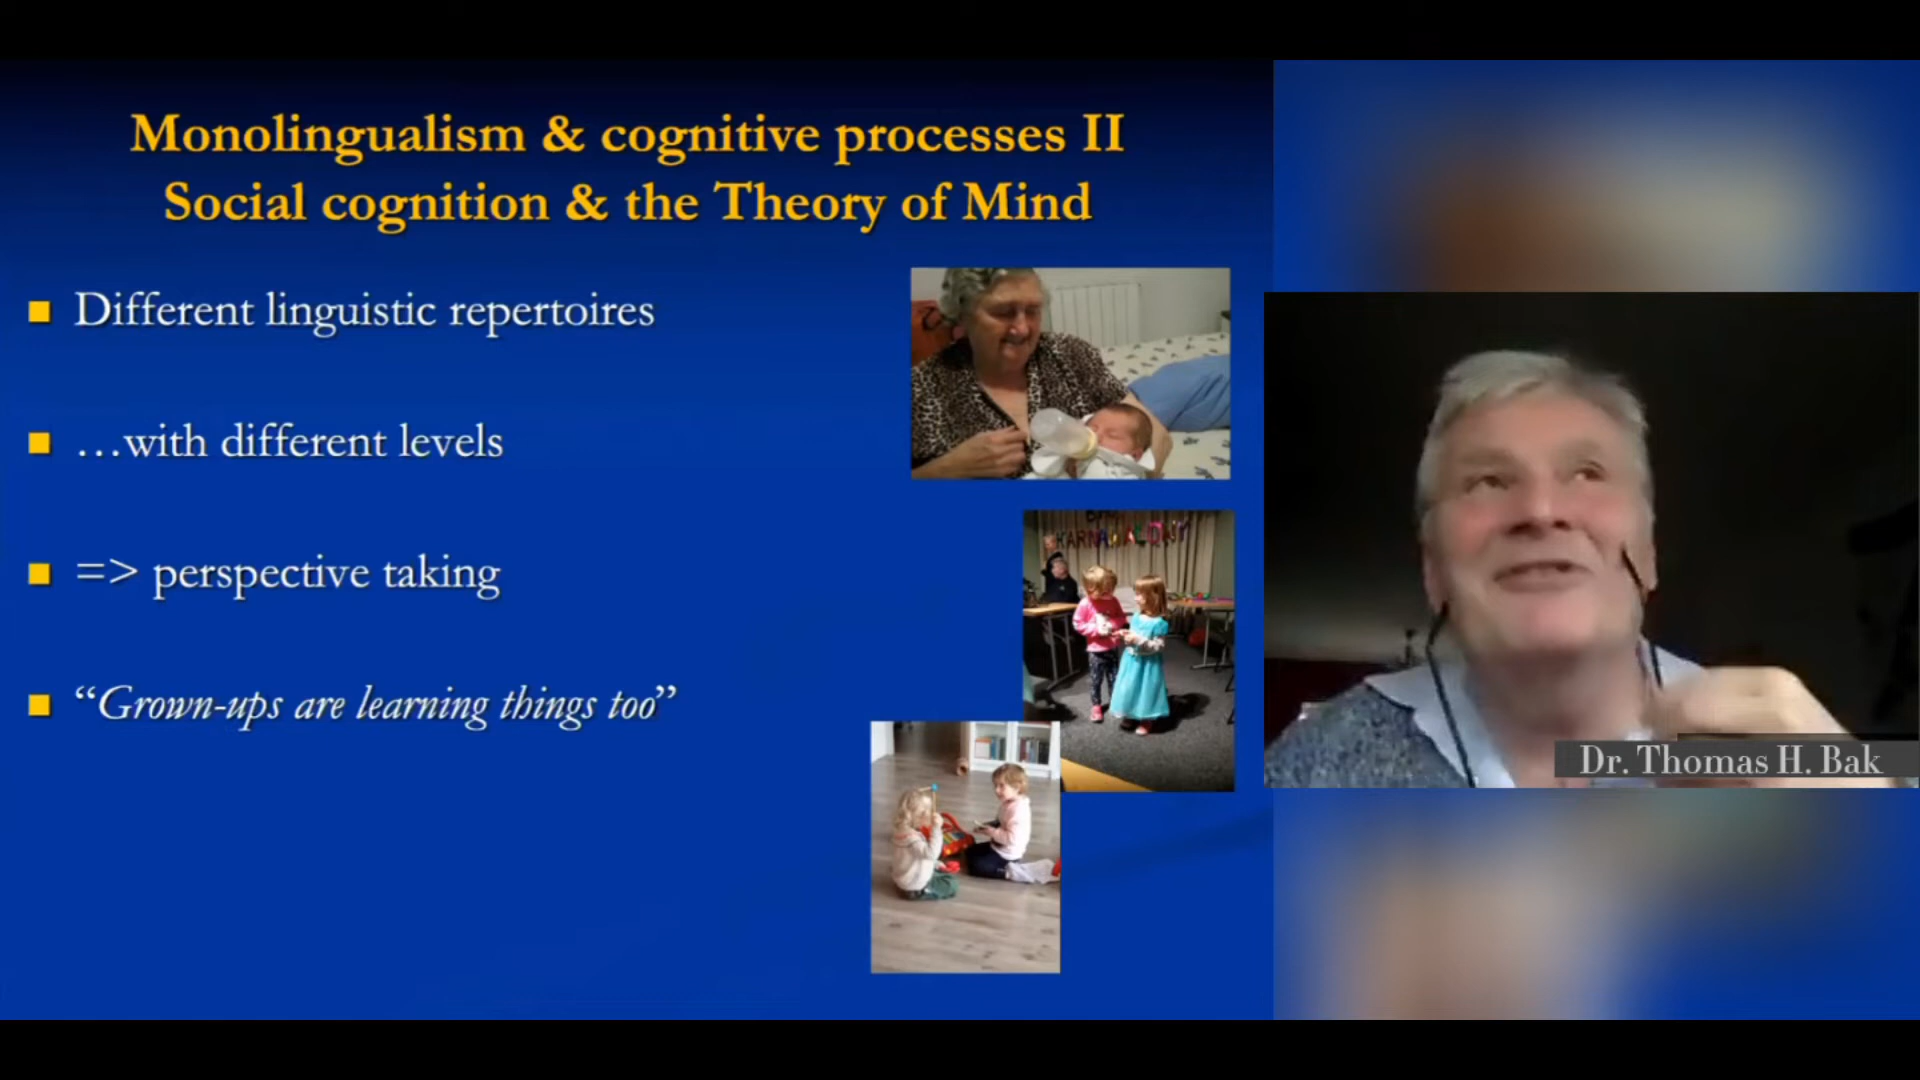 Monolingualism & cognitive processes II
Social cognition & the Theory of Mind
Different linguistic repertoires
…with different levels
=> perspective taking
“Grown-ups are learning things too”
Dr. Thomas H. Bak